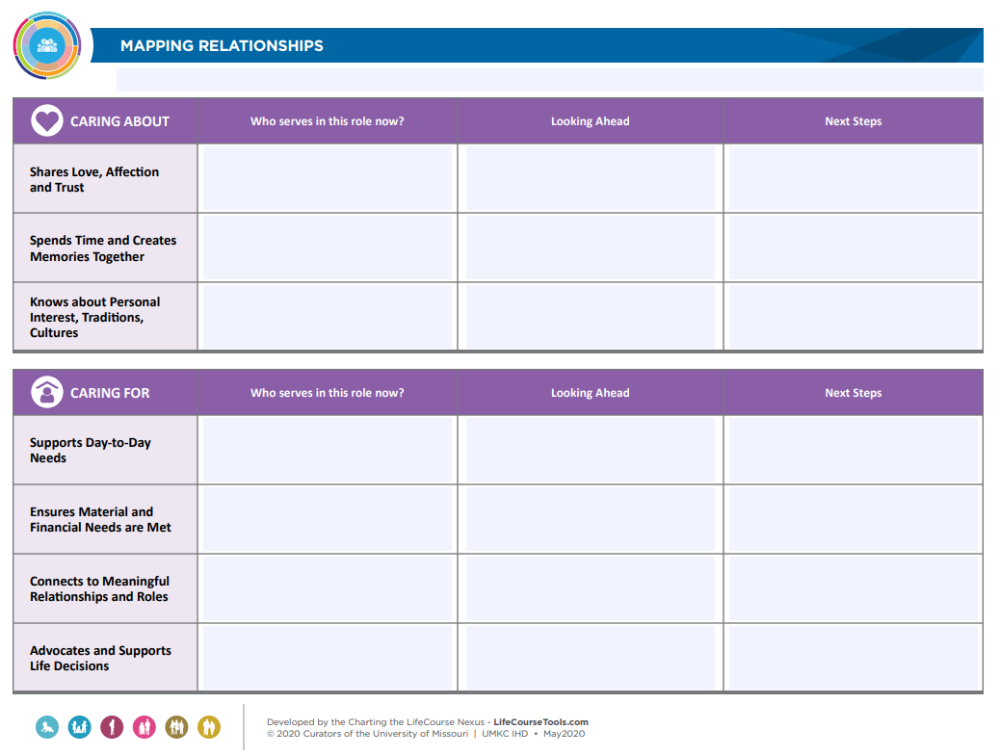 MAPPING RELATIONSHIPS
CARING ABOUT
Who serves in this role now?
Looking Ahead
Next Steps
Shares Love, Affection
and Trust
Spends Time and Creates
Memories Together
Knows about Personal
Interest, Traditions,
Cultures
CARING FOR
Who serves in this role now?
Looking Ahead
Next Steps
Supports Day-to-Day
Needs
Ensures Material and
Financial Needs are Met
Connects to Meaningful
Relationships and Roles
Advocates and Supports
Life Decisions
Developed by the Charting the LifeCourse Nexus - LifeCourseTools.com
© 2020 Curators of the University of Missouri | UMKC IHD • May2020